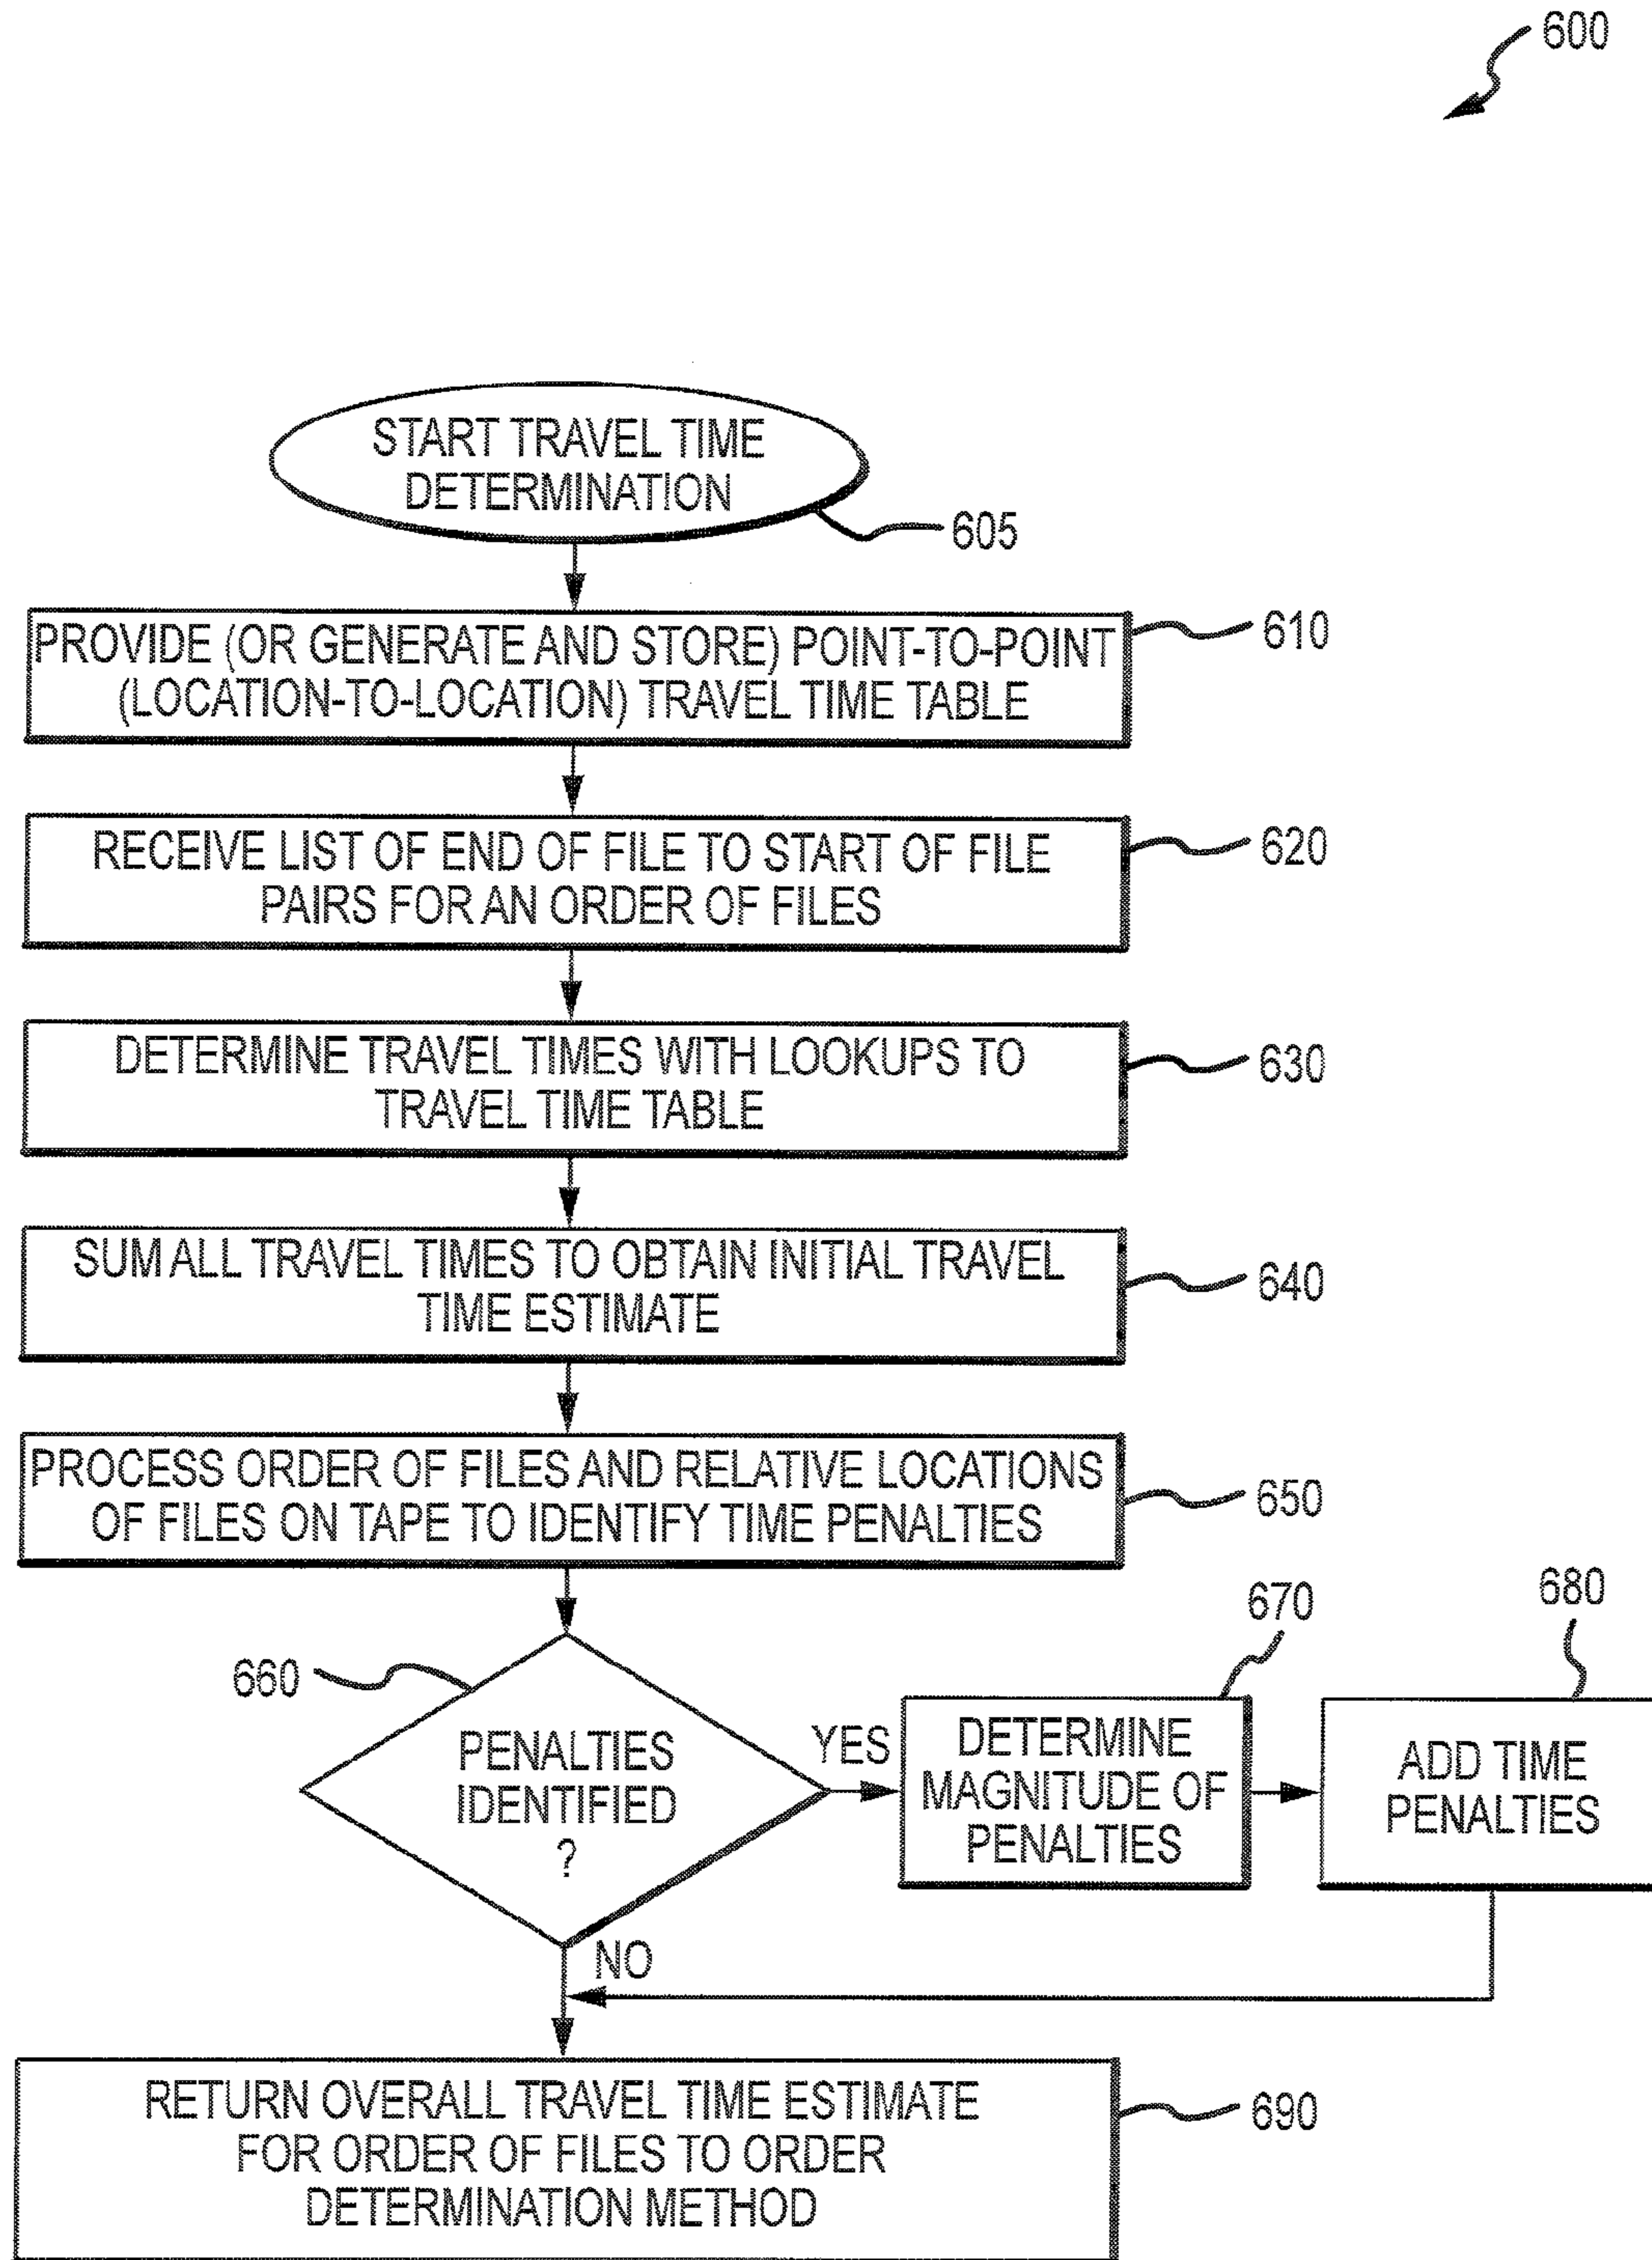 600
START TRAVEL TIME
DETERMINATION
605
PROVIDE (OR GENERATE AND STORE) POINT-TO-POINT
(LOCATION-TO-LOCATION) TRAVEL TIME TABLE
610
RECEIVE LIST OF END OF FILE TO START OF FILE
PAIRS FOR AN ORDER OF FILES
620
DETERMINE TRAVEL TIMES WITH LOOKUPS TO
TRAVEL TIME TABLE
630
SUM ALL TRAVEL TIMES TO OBTAIN INITIAL TRAVEL
TIME ESTIMATE
640
PROCESS ORDER OF FILES AND RELATIVE LOCATIONS
OF FILES ON TAPE TO IDENTIFY TIME PENALTIES
650
660
PENALTIES
IDENTIFIED
?
YES
670
DETERMINE
MAGNITUDE OF
PENALTIES
680
ADD TIME
PENALTIES
NO
RETURN OVERALL TRAVEL TIME ESTIMATE
FOR ORDER OF FILES TO ORDER
DETERMINATION METHOD
690